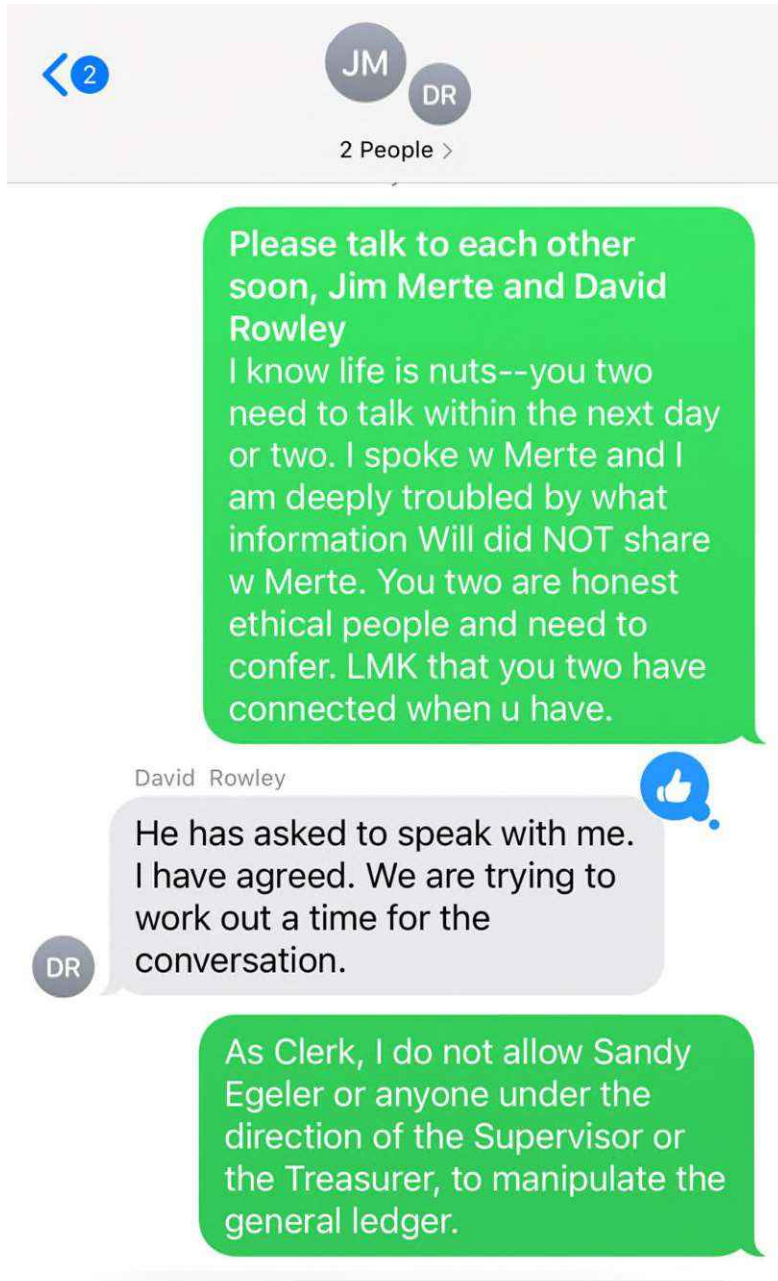 2
JM
DR
2 People >
Please talk to each other
soon, Jim Merte and David
Rowley
I know life is nuts--you two
need to talk within the next day
or two. I spoke w Merte and I
am deeply troubled by what
information Will did NOT share
w Merte. You two are honest
ethical people and need to
confer. LMK that you two have
connected when u have.
David Rowley
He has asked to speak with me.
I have agreed. We are trying to
work out a time for the
conversation.
DR
As Clerk, I do not allow Sandy
Egeler or anyone under the
direction of the Supervisor or
the Treasurer, to manipulate the
general ledger.